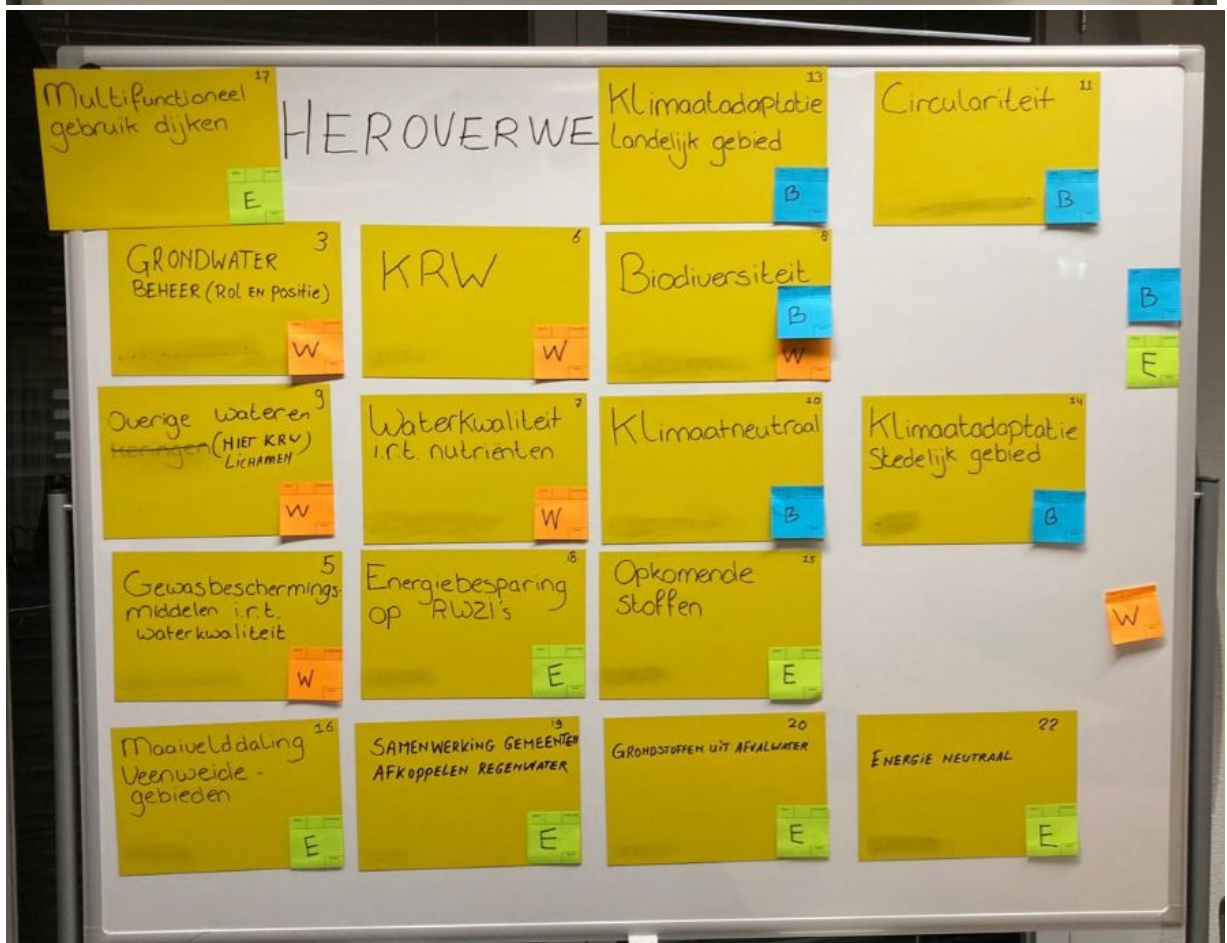 17
Multifunctioneel
gebruik dijken
E
HEROVERWE
13
Klimaatadaptatie
Landelijk gebied
B
11
Circulariteit
B
3
GRONDWATER
BEHEER (ROL EN positie)
W
6
KRW
W
8
Biodiversiteit
B
W
B
E
9
Overige wateren
keringen (NIET KRW)
LICHAMEN
W
7
Waterkwaliteit
i.r.t. nutriënten
W
10
Klimaatneutraal
B
14
Klimaatadaptatie
Stedelijk gebied
B
5
Gewasbeschermings-
middelen i.r.t.
waterkwaliteit
W
18
Energiebesparing
op RWZI's
E
15
Opkomende
stoffen
E
W
16
Maaivelddaling
Veenweide-
gebieden
E
19
SAMENWERKING GEMEENTEN
AFKOPPELEN REGENWATER
E
20
GRONDSTOFFEN UIT AFVALWATER
E
22
ENERGIE NEUTRAAL
E